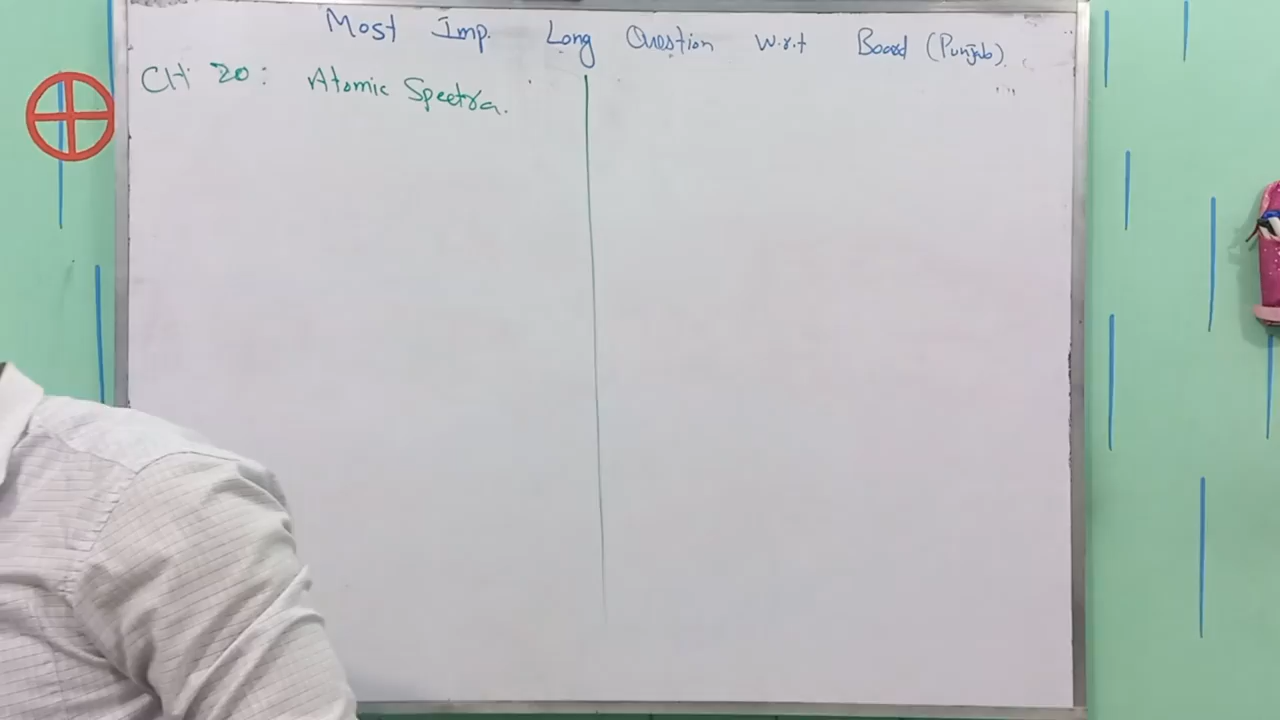 Most Imp. Long Question w.r.t Board (Punjab).
CH 20: Atomic Spectra.